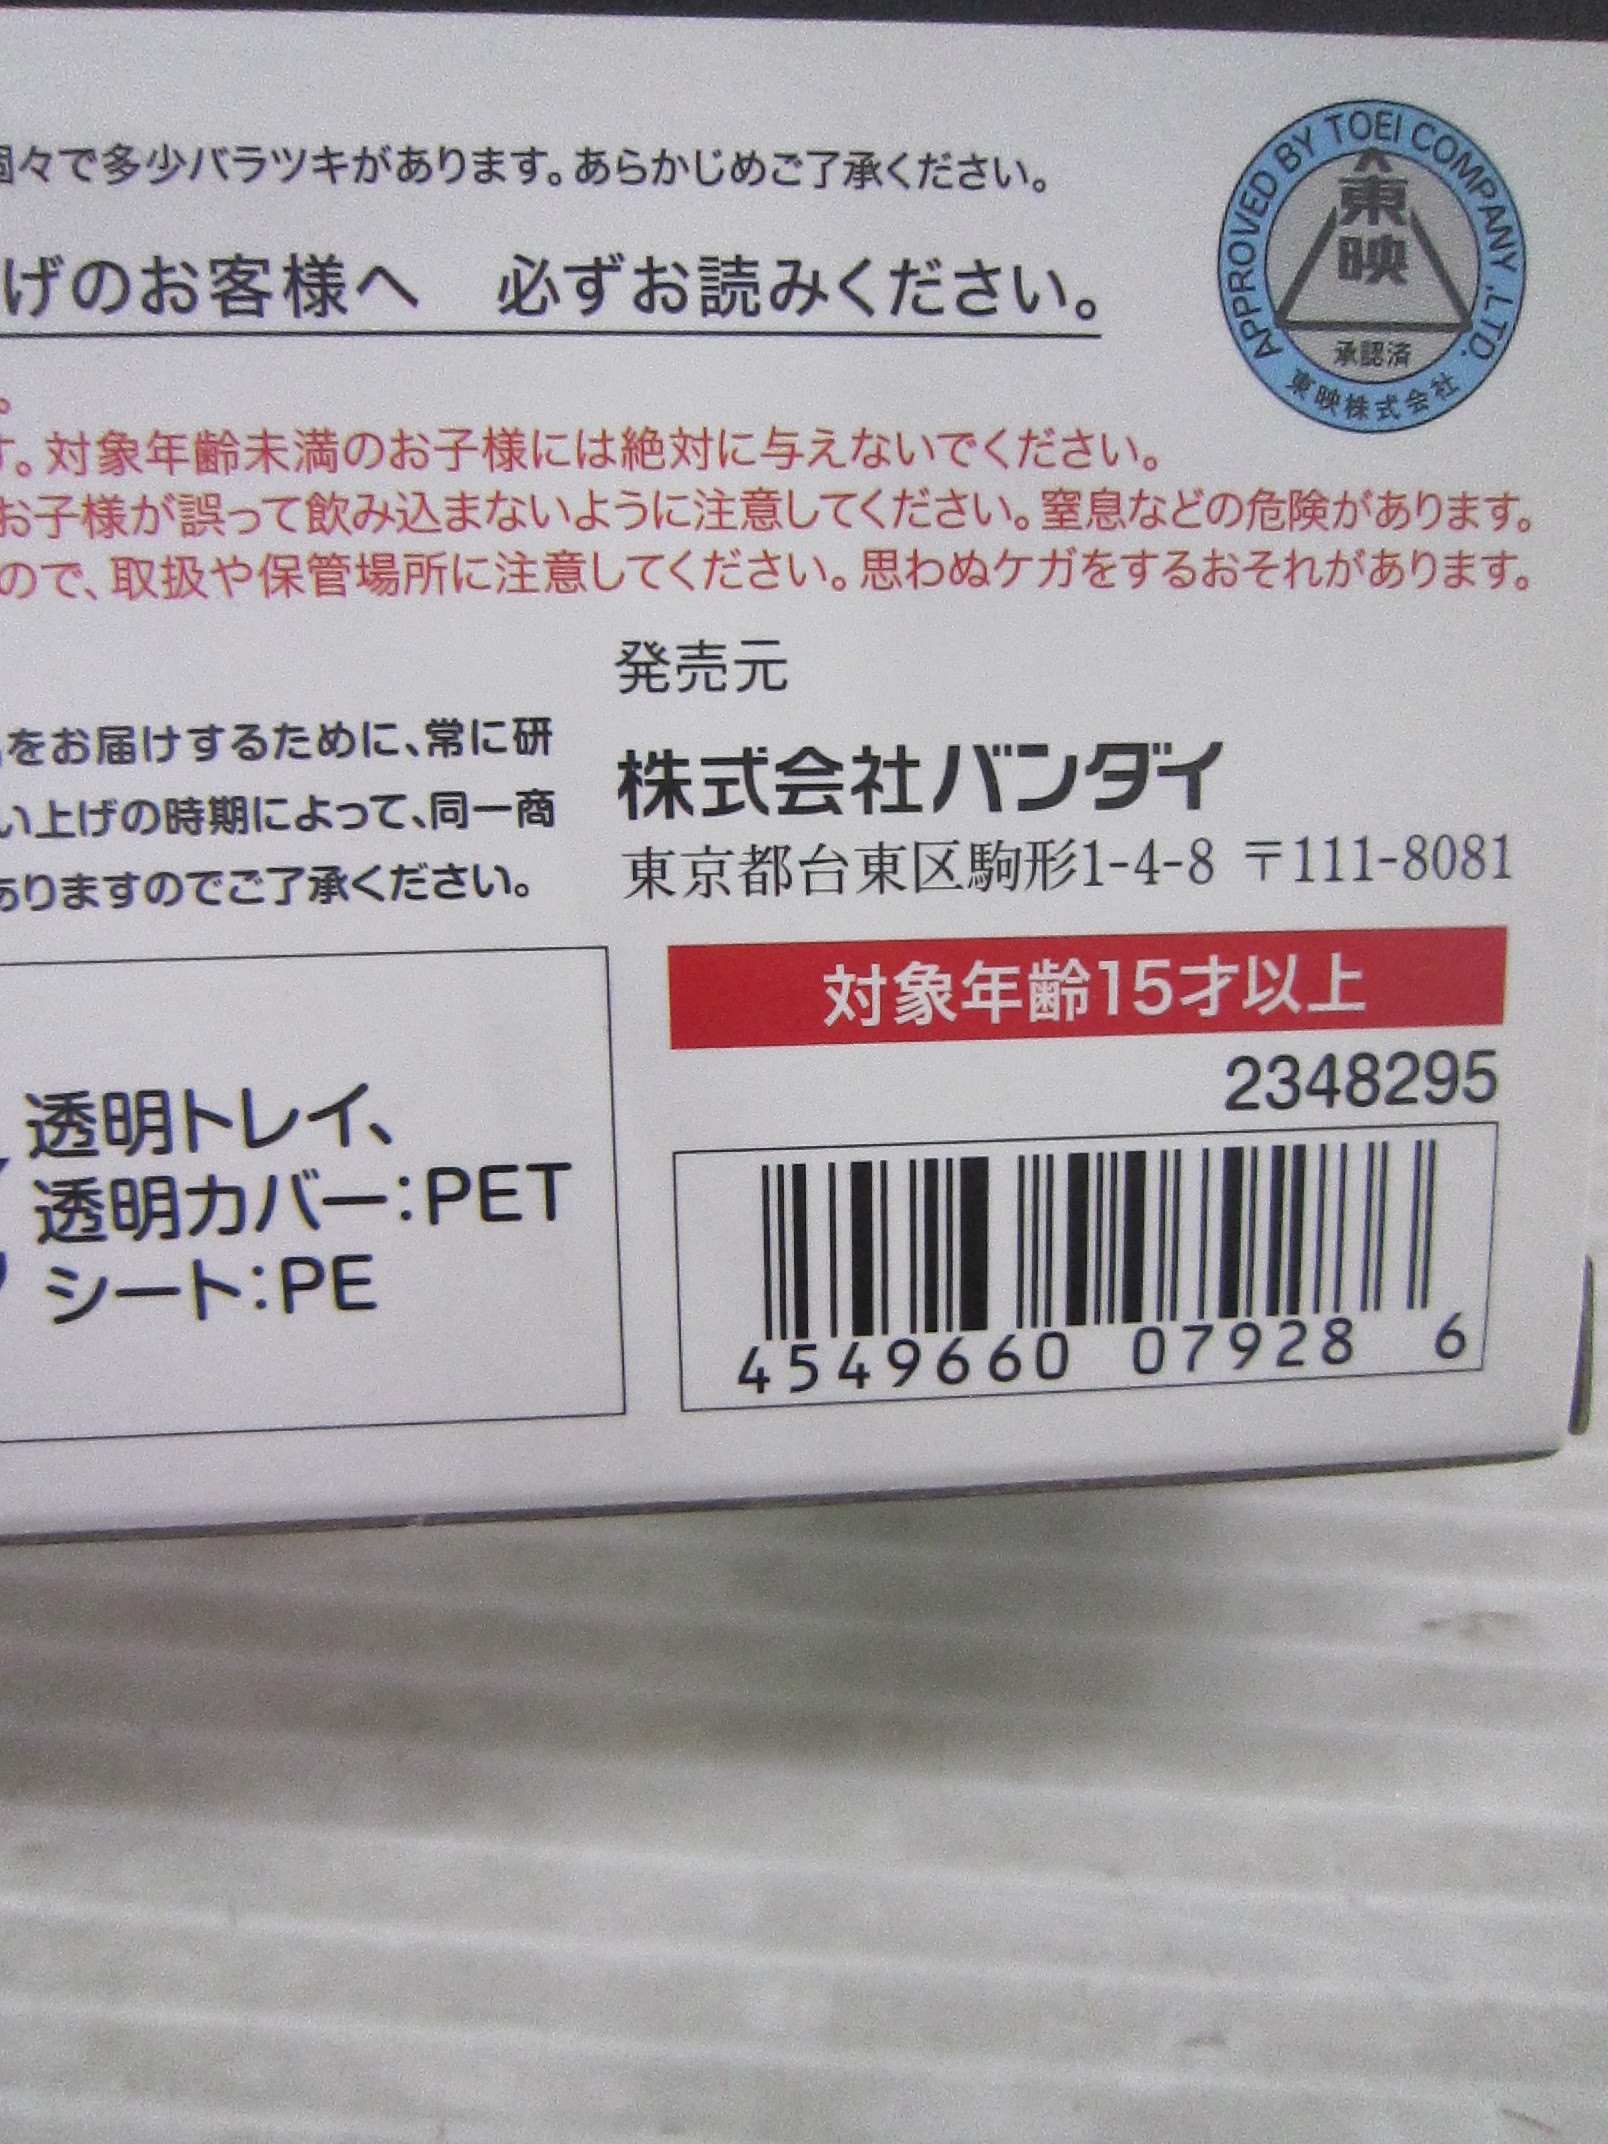 個々で多少バラツキがあります。あらかじめご了承ください。
げのお客様へ　必ずお読みください。
APPROVED BY TOEI COMPANY, LTD.
東映
承認済
東映株式会社
。
す。対象年齢未満のお子様には絶対に与えないでください。
お子様が誤って飲み込まないように注意してください。窒息などの危険があります。
ので、取扱や保管場所に注意してください。思わぬケガをするおそれがあります。
をお届けするために、常に研
い上げの時期によって、同一商
ありますのでご了承ください。
発売元
株式会社バンダイ
東京都台東区駒形1-4-8 〒111-8081
対象年齢15才以上
2348295
透明トレイ、
透明カバー:PET
シート:PE
4549660 07928 6